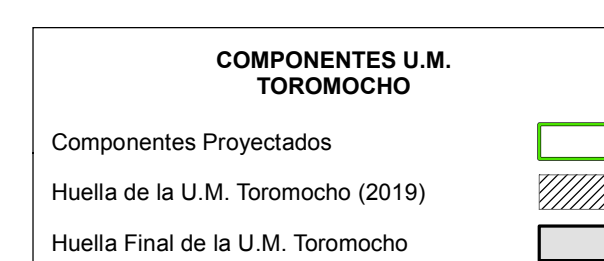 COMPONENTES U.M.
TOROMOCHO
Componentes Proyectados
Huella de la U.M. Toromocho (2019)
Huella Final de la U.M. Toromocho